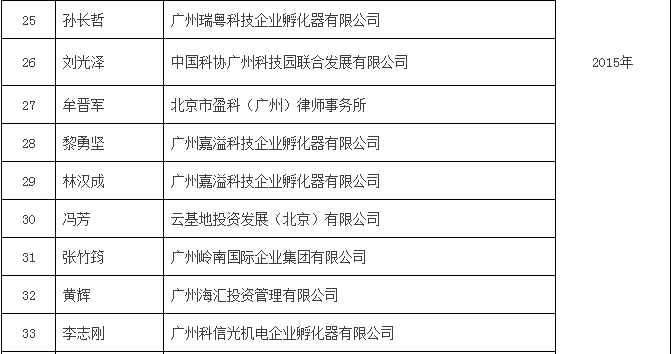 25 孙长哲 广州瑞粤科技企业孵化器有限公司
26 刘光泽 中国科协广州科技园联合发展有限公司 2015年
27 牟晋军 北京市盈科（广州）律师事务所
28 黎勇坚 广州嘉溢科技企业孵化器有限公司
29 林汉成 广州嘉溢科技企业孵化器有限公司
30 冯芳 云基地投资发展（北京）有限公司
31 张竹筠 广州岭南国际企业集团有限公司
32 黄辉 广州海汇投资管理有限公司
33 李志刚 广州科信光机电企业孵化器有限公司